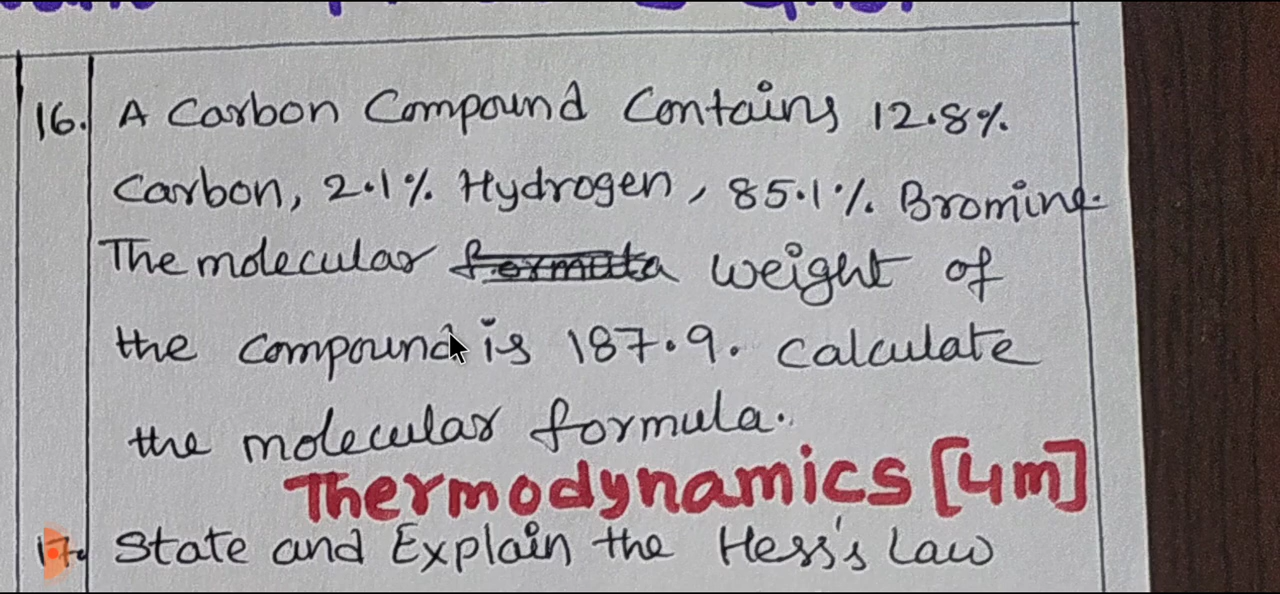 16. A Carbon Compound Contains 12.8%
Carbon, 2.1% Hydrogen, 85.1% Bromine.
The molecular formula weight of
the compound is 187.9. Calculate
the molecular formula.
Thermodynamics [4m]
17. State and Explain the Hess's Law